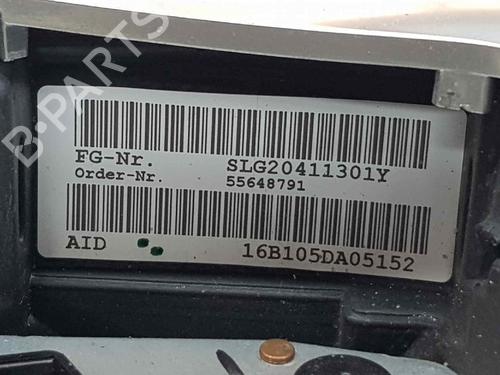 B-PARTS
FG-Nr. SLG20411301Y
Order-Nr. 55648791
AID 16B105DA05152